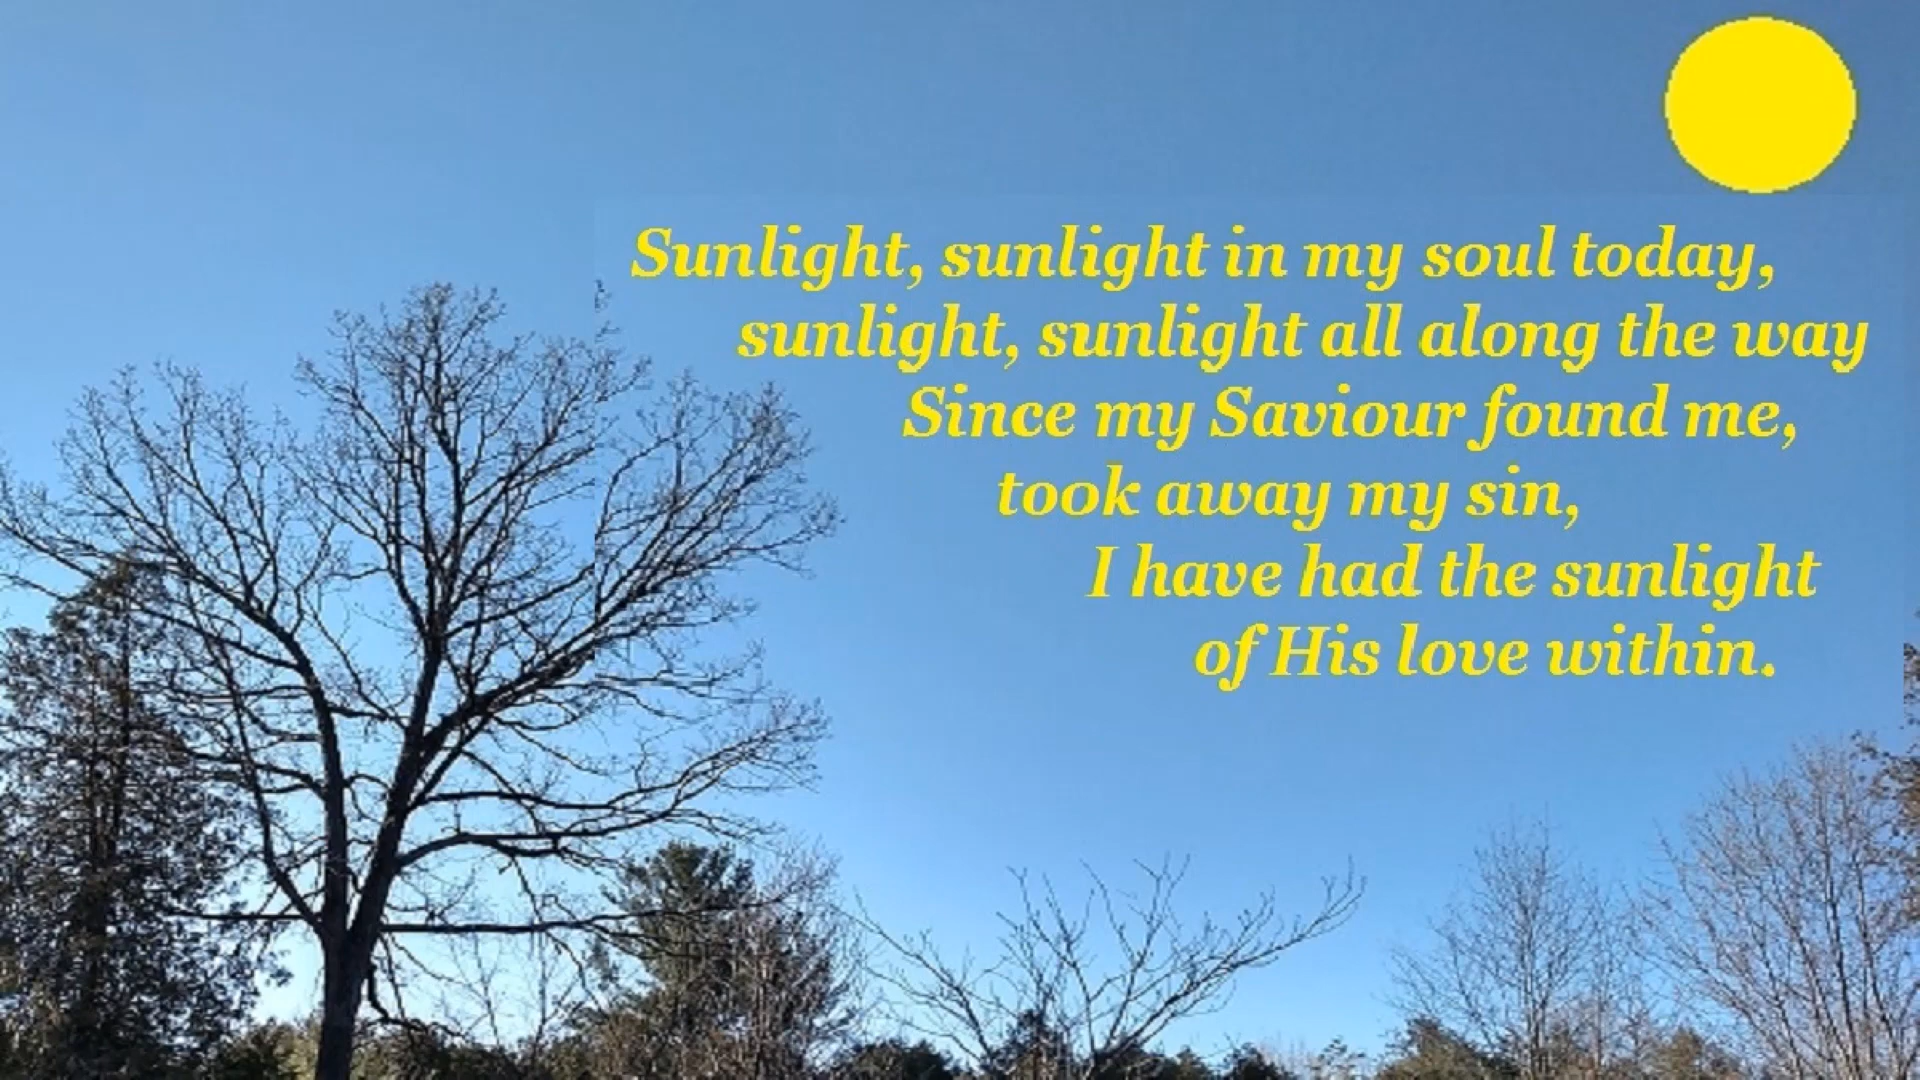 Sunlight, sunlight in my soul today,
sunlight, sunlight all along the way
Since my Saviour found me,
took away my sin,
I have had the sunlight
of His love within.